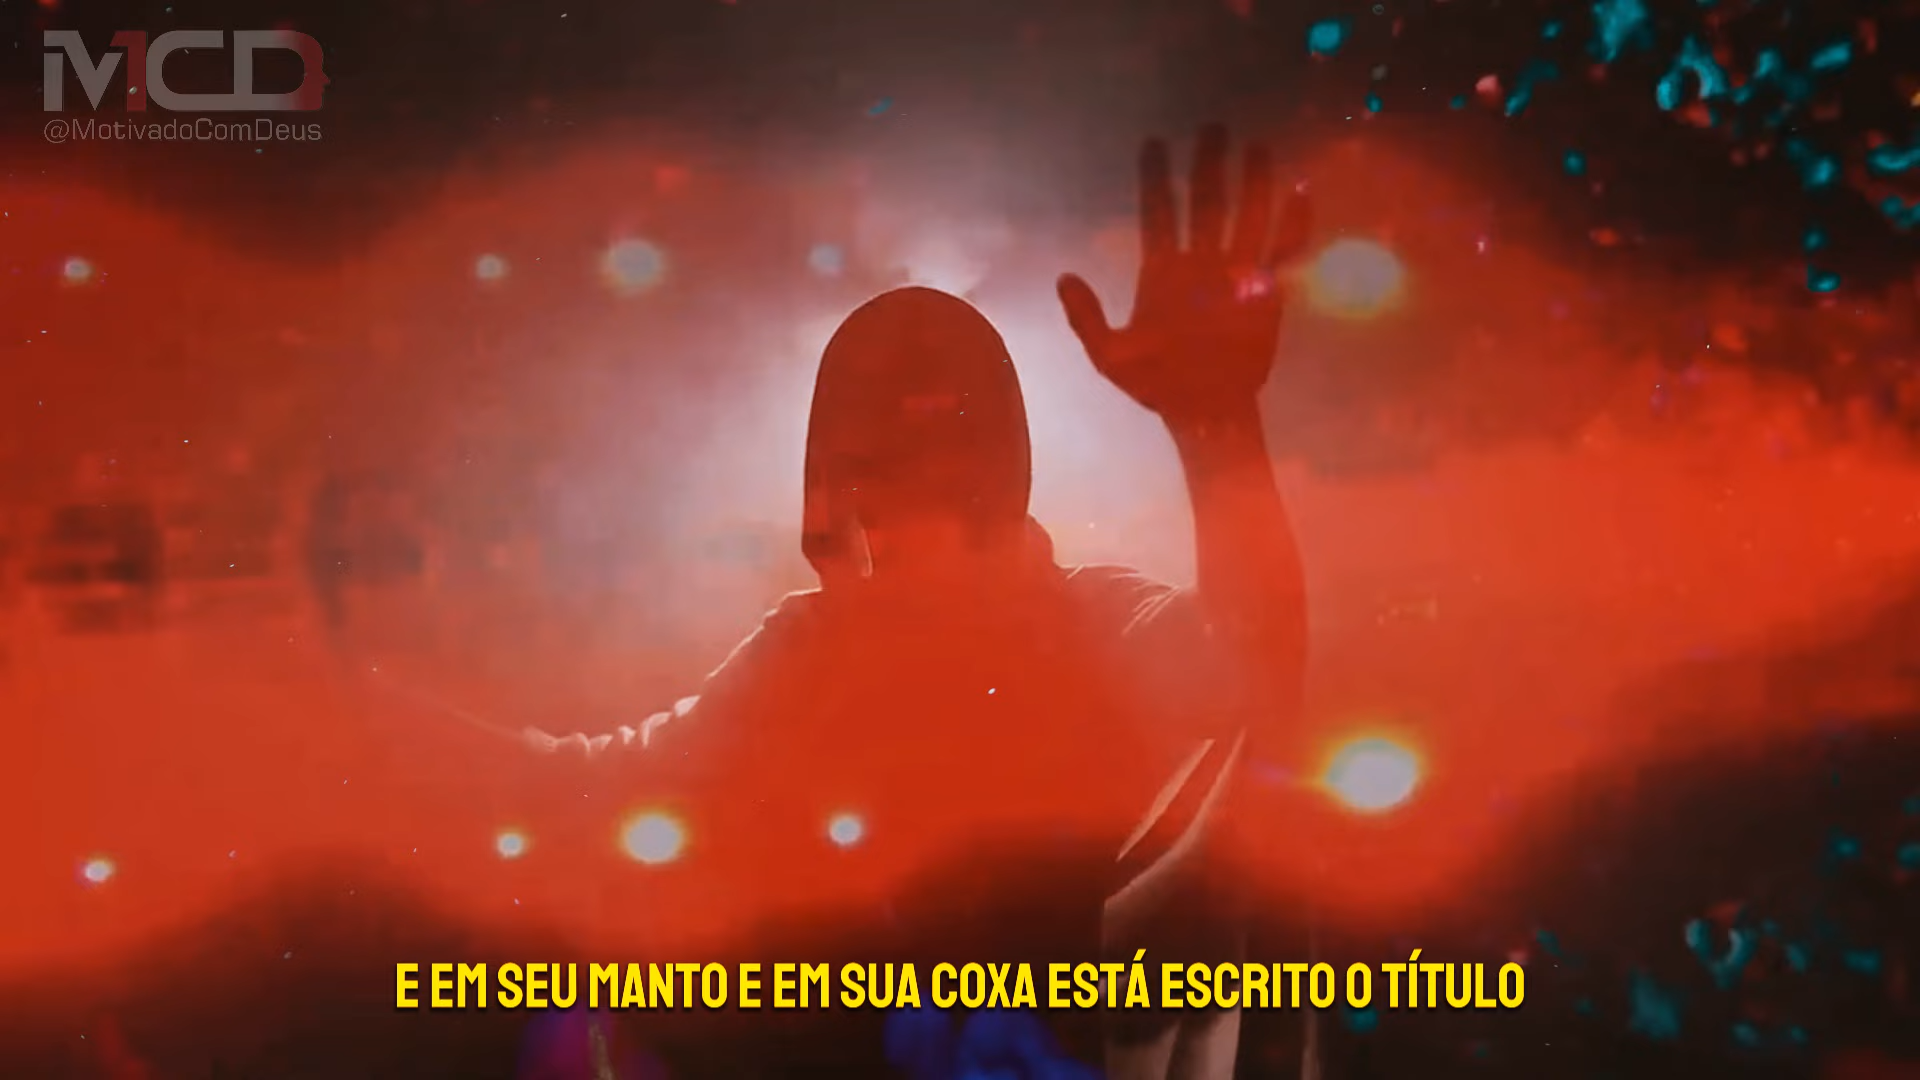 MCD
@MotivadoComDeus
E EM SEU MANTO E EM SUA COXA ESTÁ ESCRITO O TÍTULO